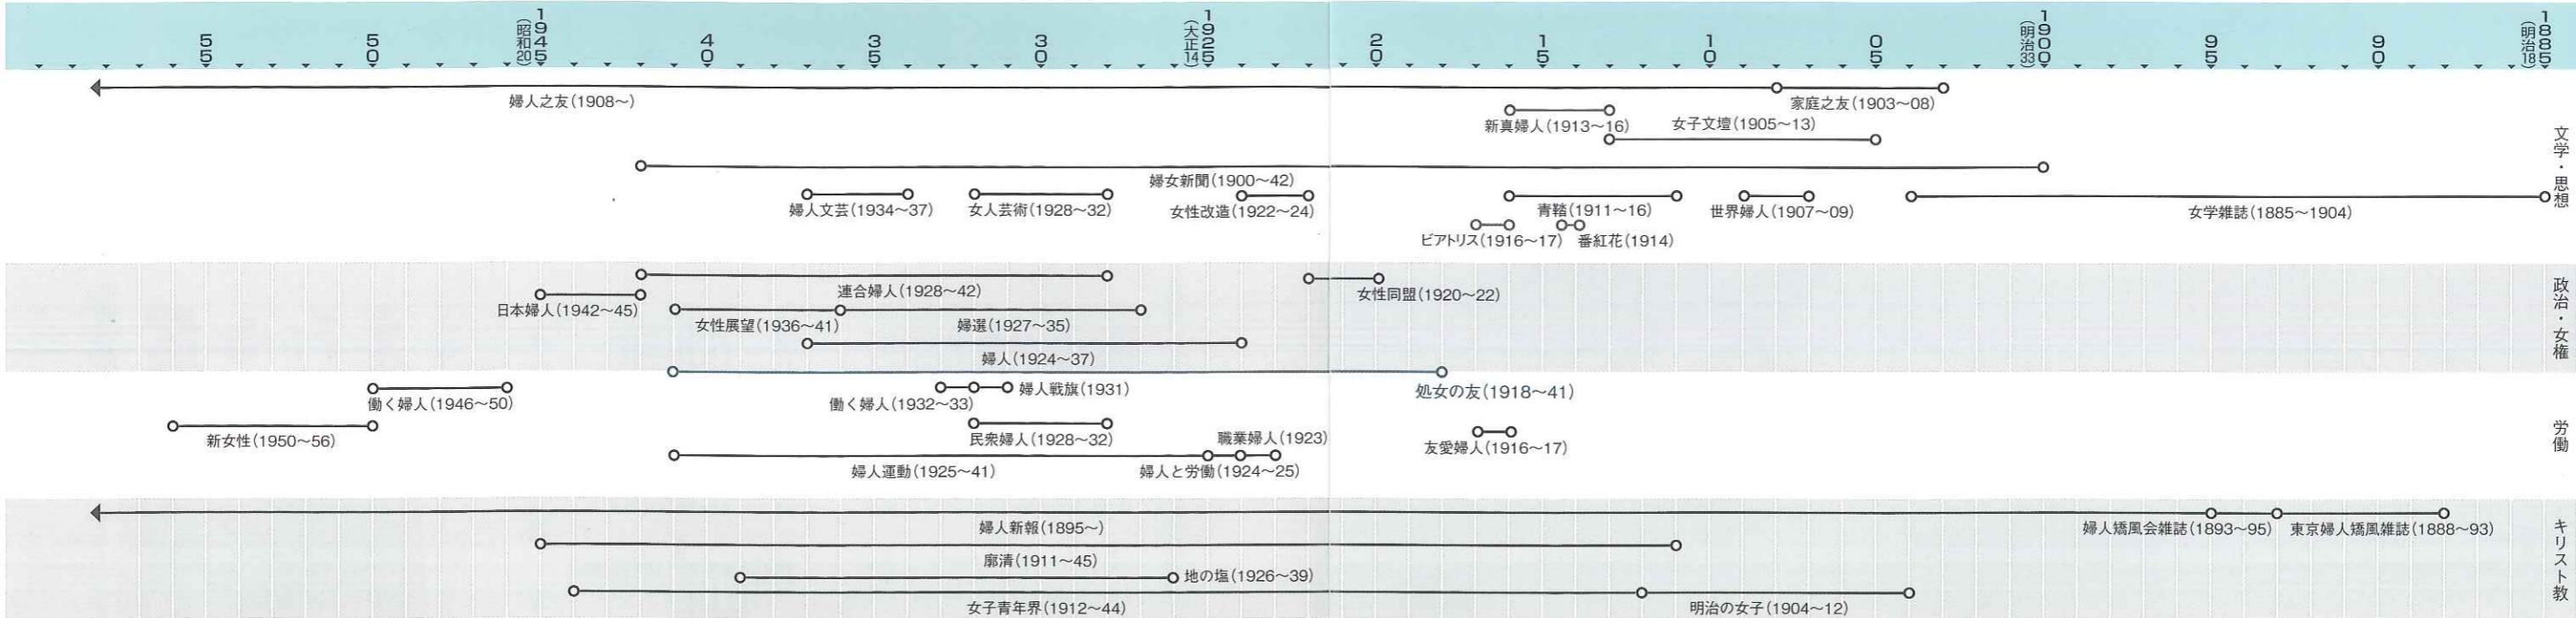 1885
(明治18)
90
95
1900
(明治33)
05
10
15
20
1925
(大正14)
30
35
40
1945
(昭和20)
50
55
文学・思想
家庭之友(1903～08)
婦人之友(1908～)
女子文壇(1905～13)
新真婦人(1913～16)
婦女新聞(1900～42)
女学雑誌(1885～1904)
世界婦人(1907～09)
青鞜(1911～16)
女性改造(1922～24)
女人芸術(1928～32)
婦人文芸(1934～37)
番紅花(1914)
ビアトリス(1916～17)
政治・女権
女性同盟(1920～22)
連合婦人(1928～42)
日本婦人(1942～45)
婦選(1927～35)
女性展望(1936～41)
婦人(1924～37)
処女の友(1918～41)
労働
婦人戦旗(1931)
働く婦人(1932～33)
働く婦人(1946～50)
友愛婦人(1916～17)
職業婦人(1923)
民衆婦人(1928～32)
新女性(1950～56)
婦人と労働(1924～25)
婦人運動(1925～41)
キリスト教
東京婦人矯風雑誌(1888～93)
婦人矯風会雑誌(1893～95)
婦人新報(1895～)
廓清(1911～45)
地の塩(1926～39)
明治の女子(1904～12)
女子青年界(1912～44)